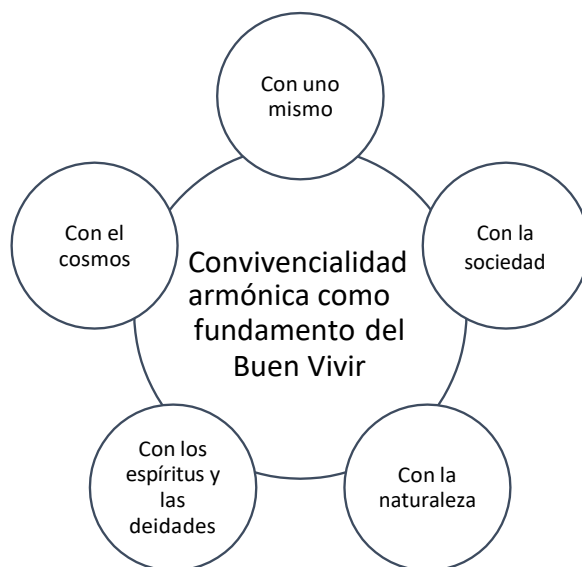 Con uno
mismo
Con el
cosmos
Con la
sociedad
Convivencialidad
armónica como
fundamento del
Buen Vivir
Con los
espíritus y
las
deidades
Con la
naturaleza